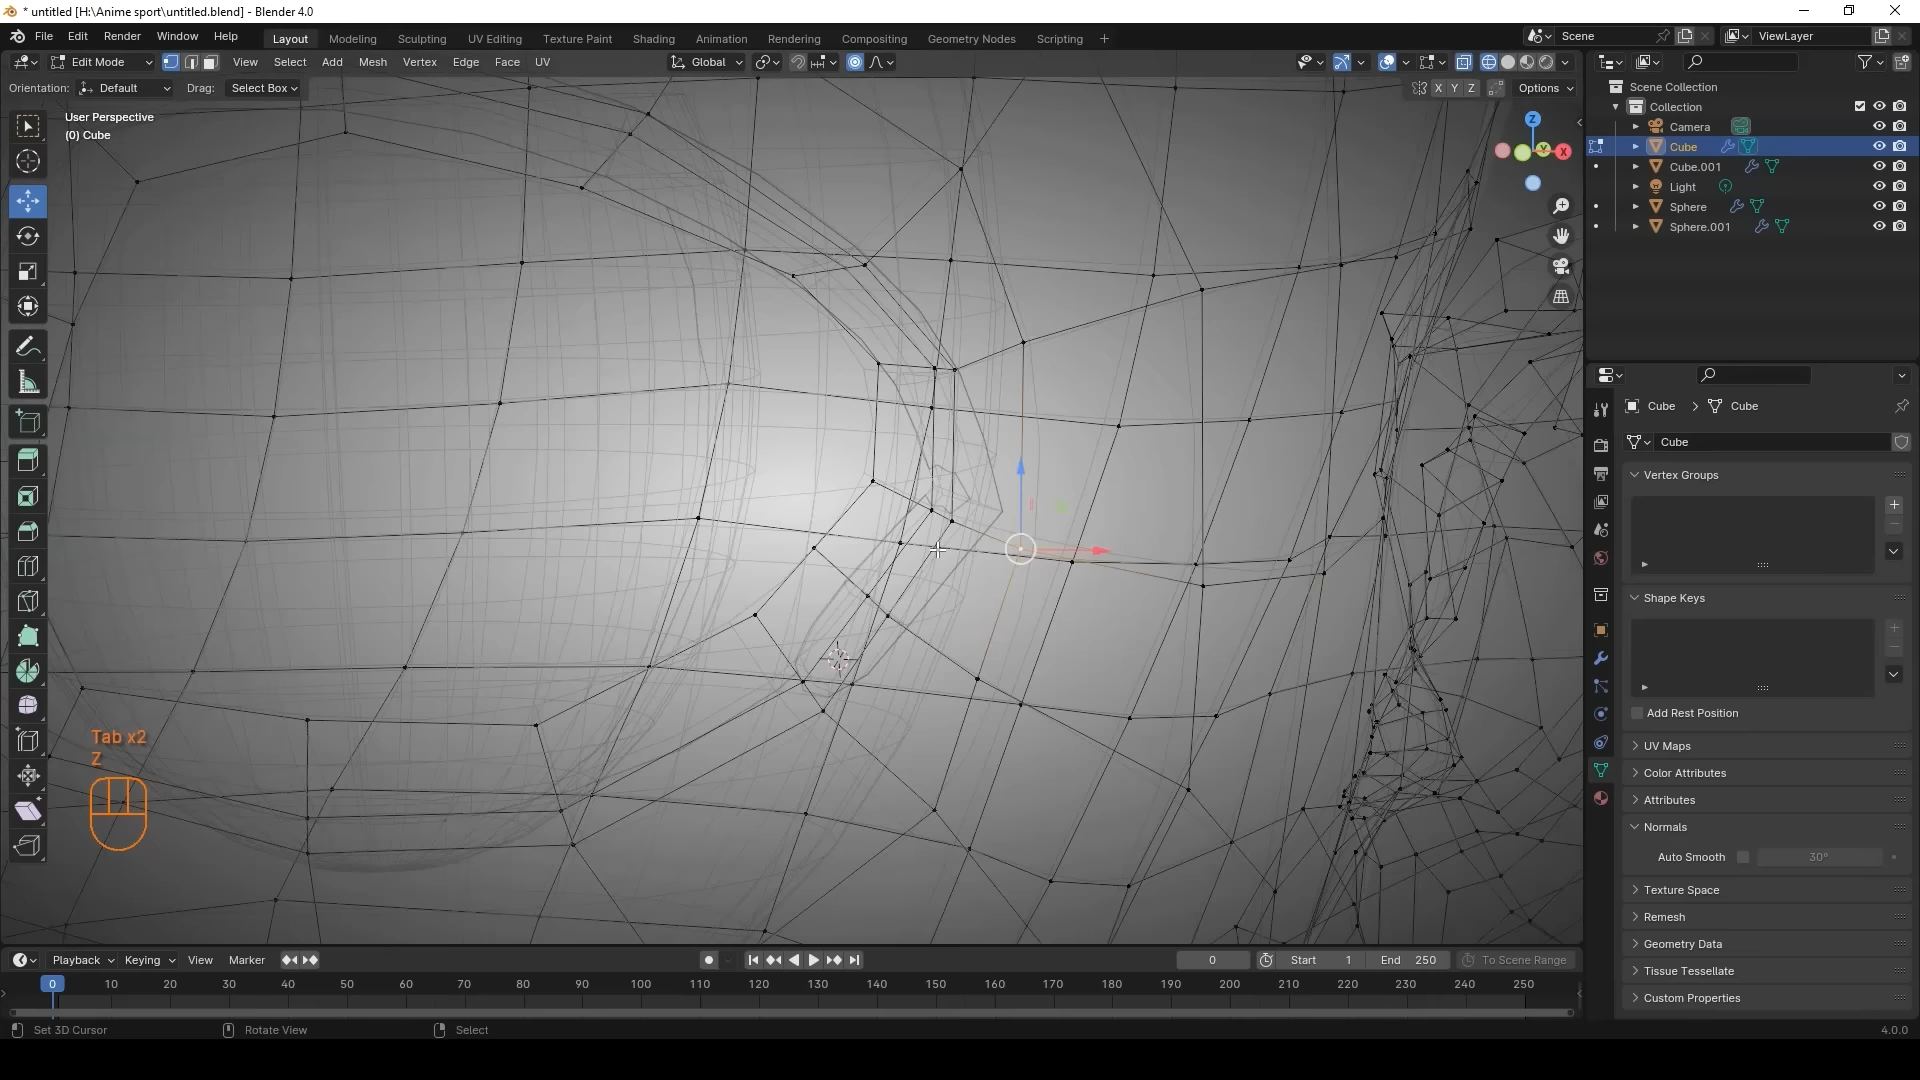 * untitled [H:\Anime sport\untitled.blend] - Blender 4.0
File Edit Render Window Help Layout Modeling Sculpting UV Editing Texture Paint Shading Animation Rendering Compositing Geometry Nodes Scripting + Scene ViewLayer
Edit Mode View Select Add Mesh Vertex Edge Face UV Global
Orientation: Default Drag: Select Box X Y Z Options
User Perspective
(0) Cube
Z
Y
X
Scene Collection
Collection
Camera
Cube
Cube.001
Light
Sphere
Sphere.001
Cube > Cube
Cube
Vertex Groups
Shape Keys
Add Rest Position
UV Maps
Color Attributes
Attributes
Normals
Auto Smooth 30°
Texture Space
Remesh
Geometry Data
Tissue Tessellate
Custom Properties
Tab x2
Z
Playback Keying View Marker 0 Start 1 End 250 To Scene Range
0 10 20 30 40 50 60 70 80 90 100 110 120 130 140 150 160 170 180 190 200 210 220 230 240 250
Set 3D Cursor Rotate View Select 4.0.0